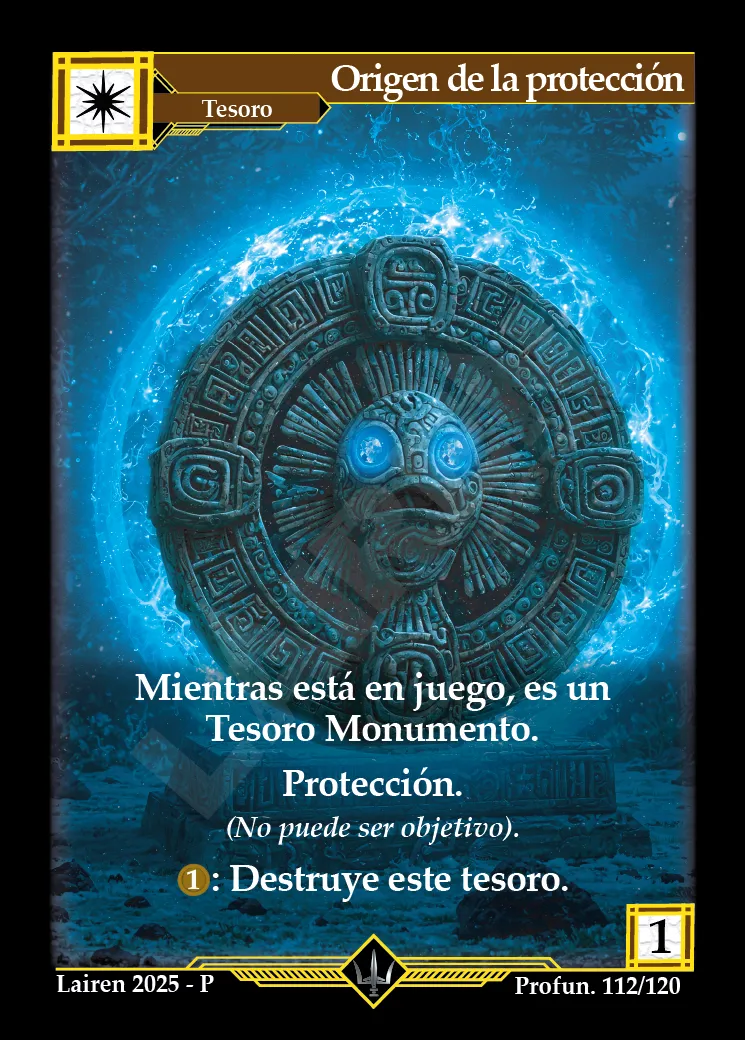 Origen de la protección
Tesoro
Mientras está en juego, es un
Tesoro Monumento.
Protección.
(No puede ser objetivo).
1: Destruye este tesoro.
1
Lairen 2025 - P
Profun. 112/120